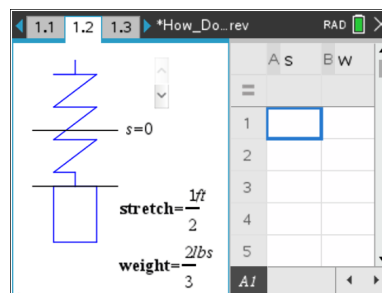 1.1 1.2 1.3 *How_Do...rev RAD
A s B w
=
1
s=0
2
3
stretch=1ft/2
4
weight=2lbs/3
5
A1